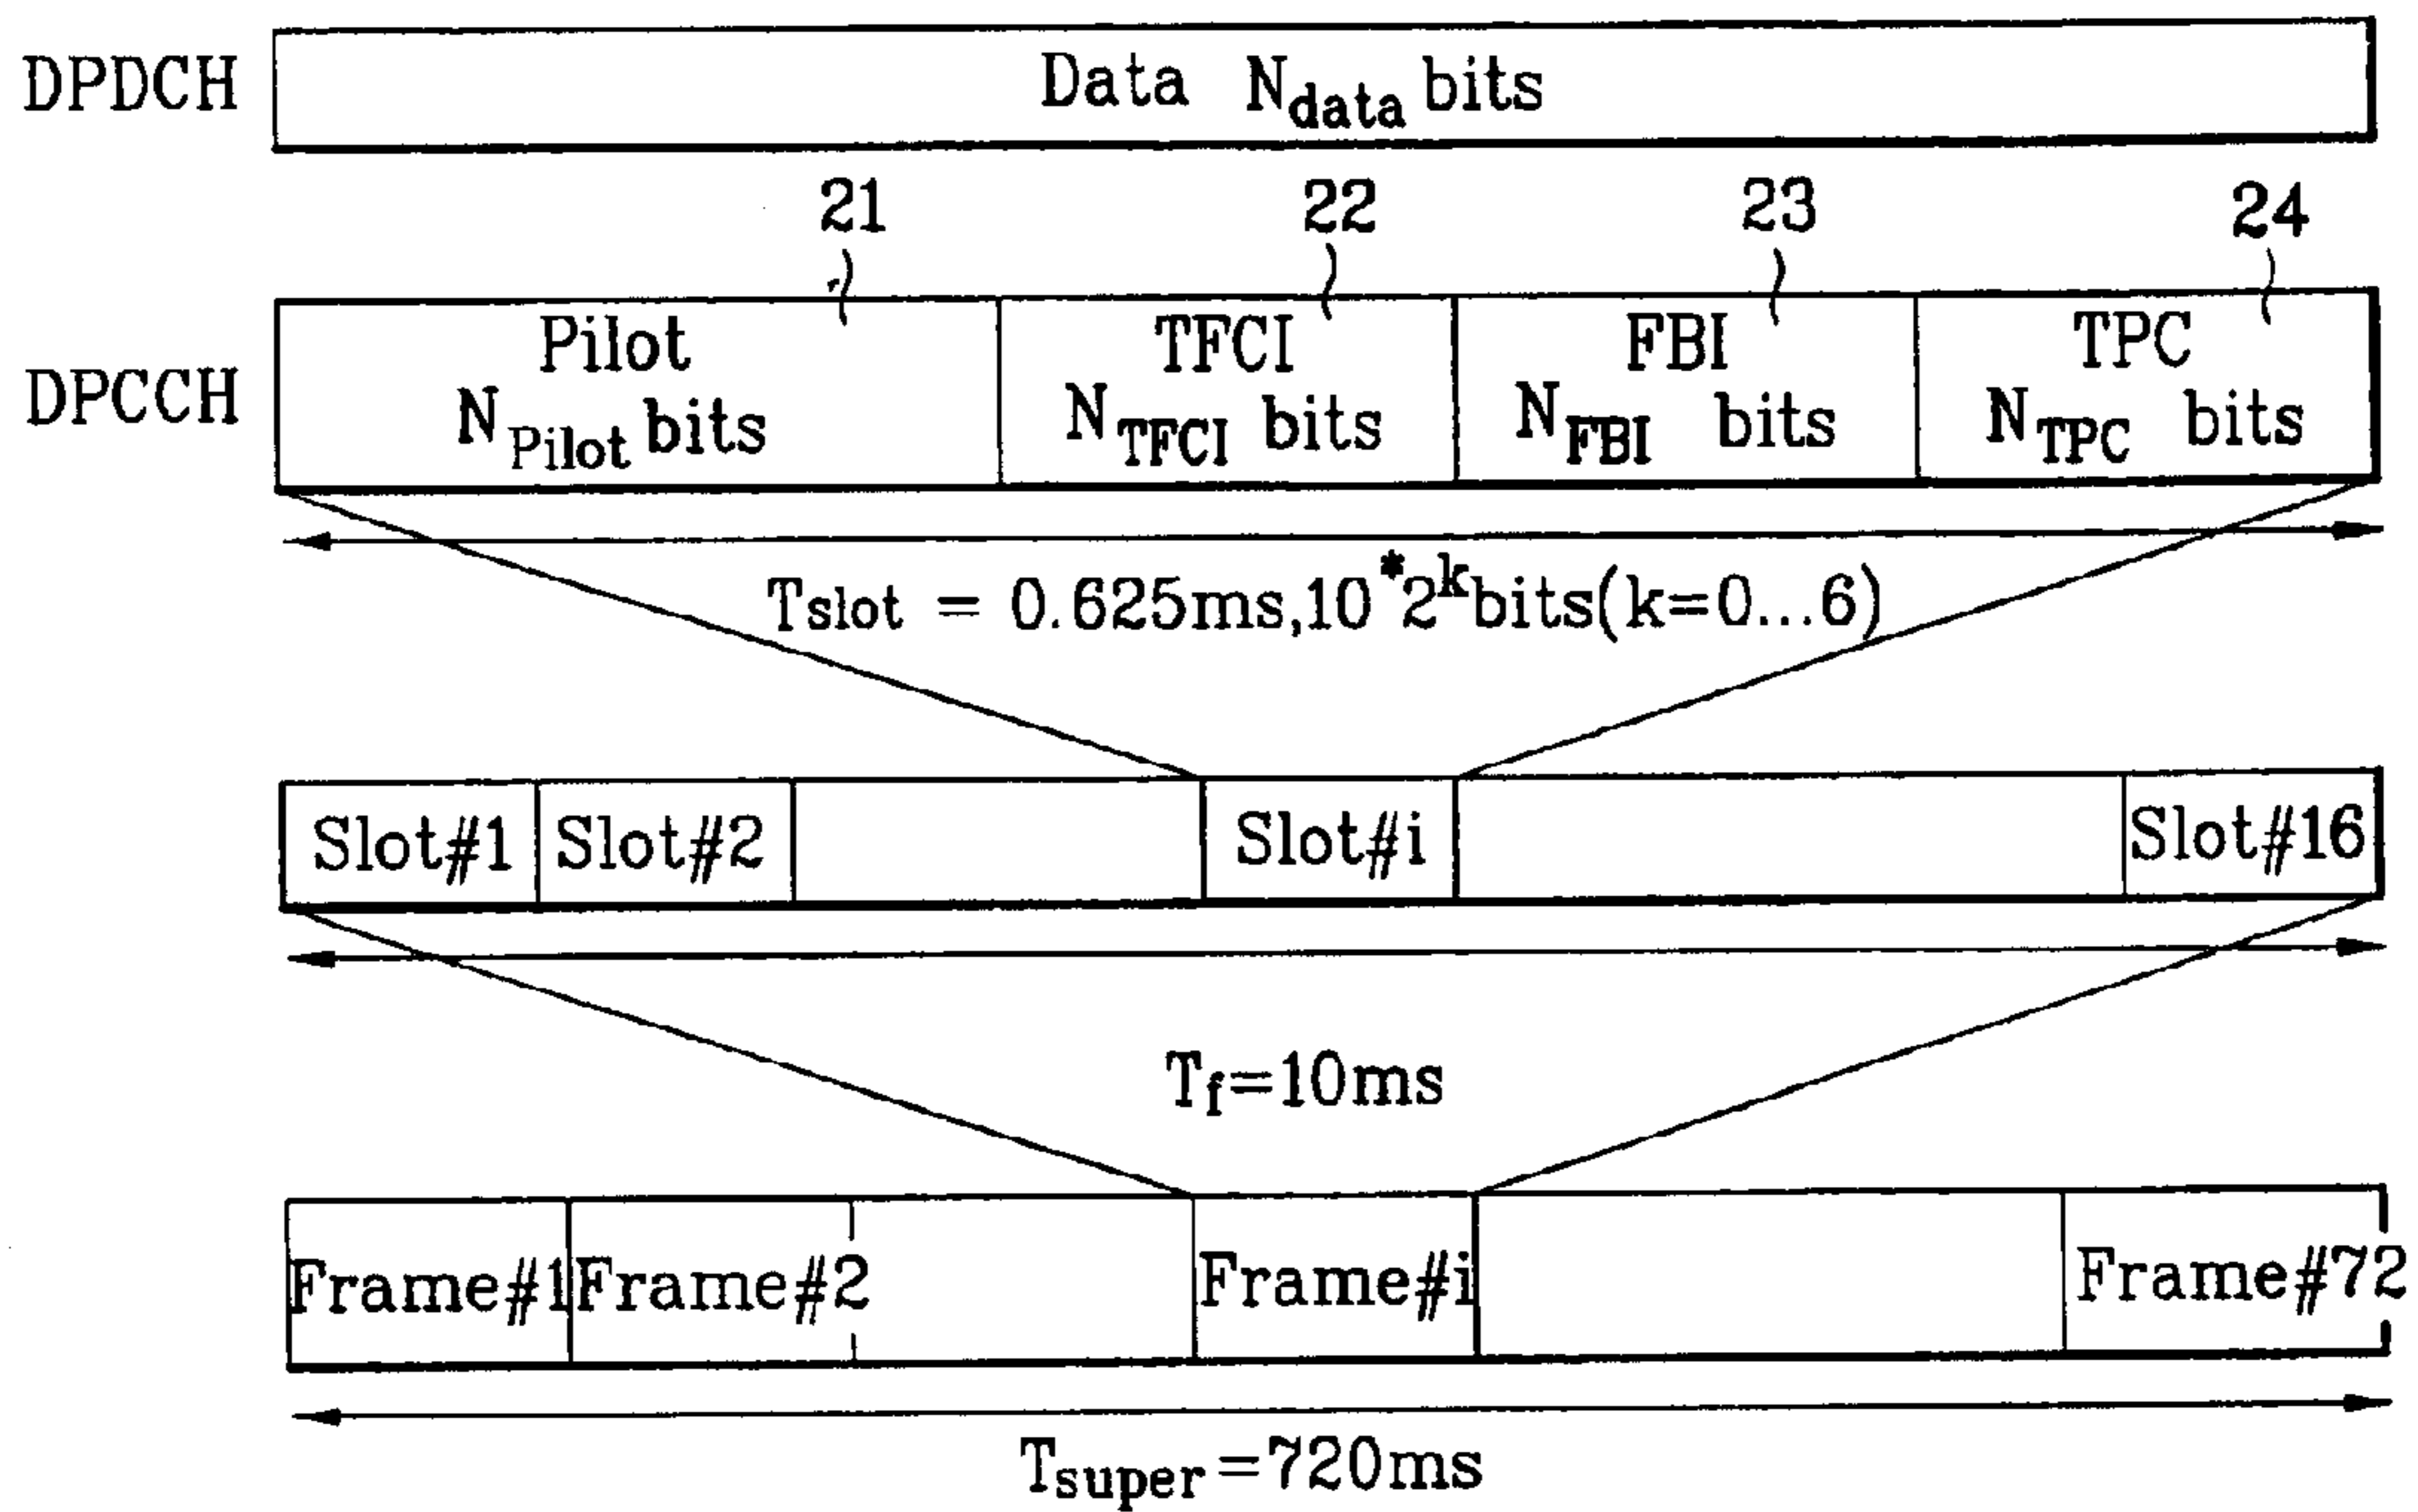 DPDCH Data N_data bits
21 22 23 24
DPCCH
Pilot TFCI FBI TPC
N_Pilot bits N_TFCI bits N_FBI bits N_TPC bits
Tslot = 0.625ms,10*2^k bits(k=0...6)
Slot#1 Slot#2 Slot#i Slot#16
T_f=10ms
Frame#1 Frame#2 Frame#i Frame#72
T_super=720ms